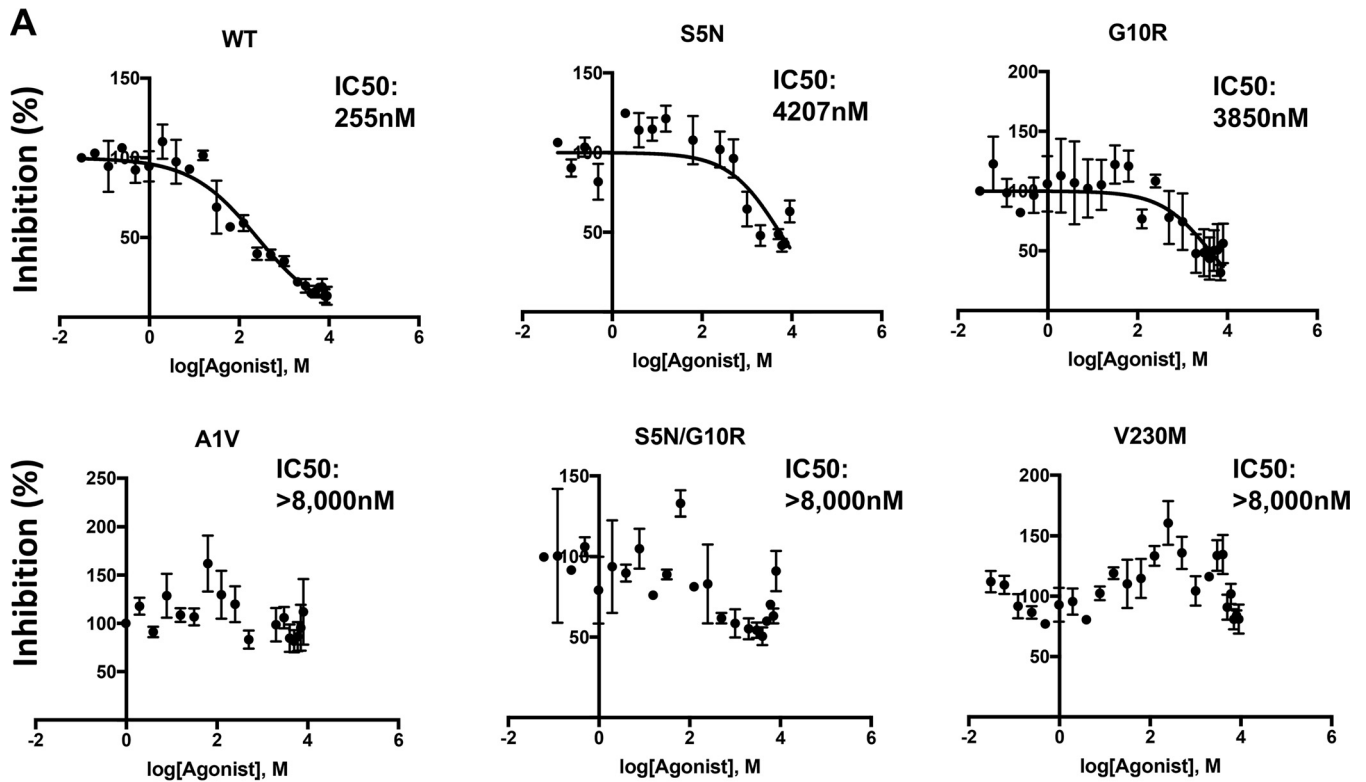 A
WT
IC50:
255nM
Inhibition (%)
150
100
50
-2 0 2 4 6
log[Agonist], M
S5N
IC50:
4207nM
150
100
50
-2 0 2 4 6
log[Agonist], M
G10R
IC50:
3850nM
200
150
100
50
-2 0 2 4 6
log[Agonist], M
A1V
IC50:
>8,000nM
Inhibition (%)
250
200
150
100
50
-2 0 2 4 6
log[Agonist], M
S5N/G10R
IC50:
>8,000nM
150
100
50
-2 0 2 4 6
log[Agonist], M
V230M
IC50:
>8,000nM
200
150
100
50
-2 0 2 4 6
log[Agonist], M